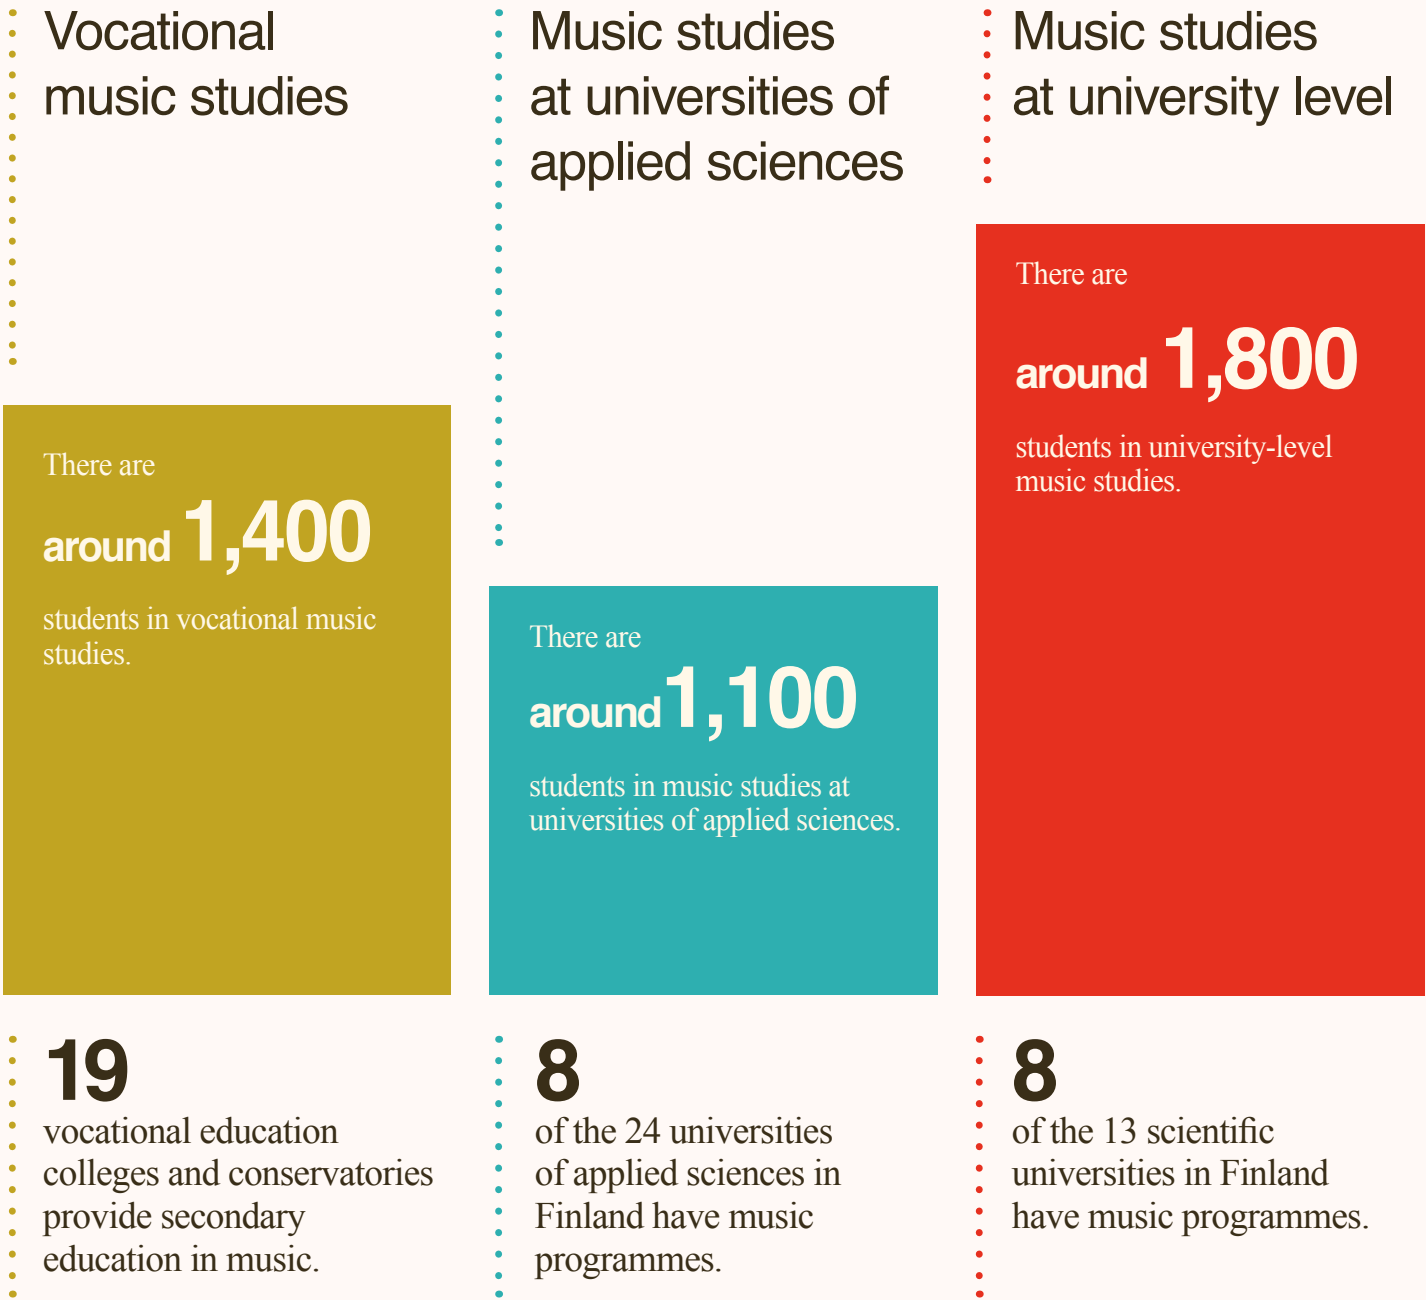 Vocational
music studies
There are
around 1,400
students in vocational music
studies.
19
vocational education
colleges and conservatories
provide secondary
education in music.
Music studies
at universities of
applied sciences
There are
around 1,100
students in music studies at
universities of applied sciences.
8
of the 24 universities
of applied sciences in
Finland have music
programmes.
Music studies
at university level
There are
around 1,800
students in university-level
music studies.
8
of the 13 scientific
universities in Finland
have music programmes.